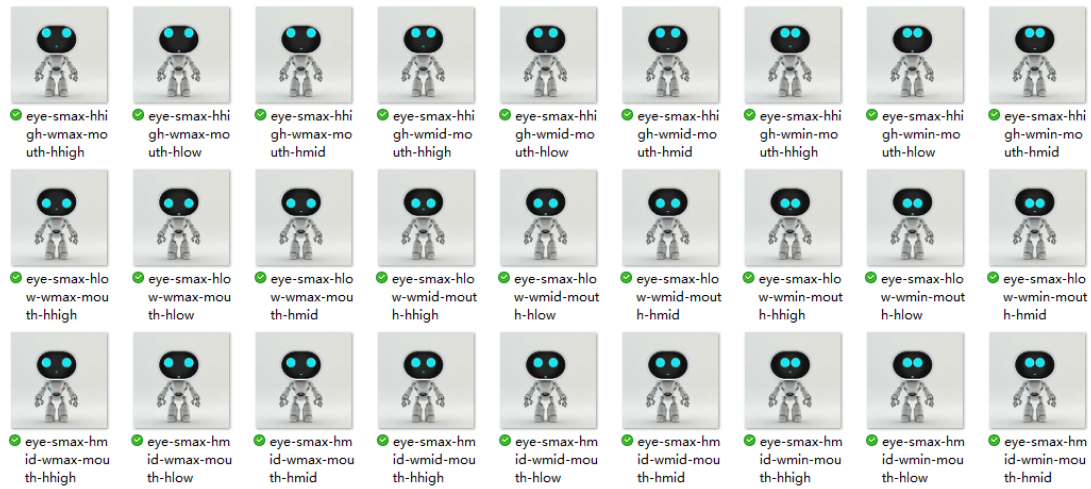 eye-smax-hhi
gh-wmax-mo
uth-hhigh
eye-smax-hhi
gh-wmax-mo
uth-hlow
eye-smax-hhi
gh-wmax-mo
uth-hmid
eye-smax-hhi
gh-wmid-mo
uth-hhigh
eye-smax-hhi
gh-wmid-mo
uth-hlow
eye-smax-hhi
gh-wmid-mo
uth-hmid
eye-smax-hhi
gh-wmin-mo
uth-hhigh
eye-smax-hhi
gh-wmin-mo
uth-hlow
eye-smax-hhi
gh-wmin-mo
uth-hmid
eye-smax-hlo
w-wmax-mou
th-hhigh
eye-smax-hlo
w-wmax-mou
th-hlow
eye-smax-hlo
w-wmax-mou
th-hmid
eye-smax-hlo
w-wmid-mout
h-hhigh
eye-smax-hlo
w-wmid-mout
h-hlow
eye-smax-hlo
w-wmid-mout
h-hmid
eye-smax-hlo
w-wmin-mout
h-hhigh
eye-smax-hlo
w-wmin-mout
h-hlow
eye-smax-hlo
w-wmin-mout
h-hmid
eye-smax-hm
id-wmax-mou
th-hhigh
eye-smax-hm
id-wmax-mou
th-hlow
eye-smax-hm
id-wmax-mou
th-hmid
eye-smax-hm
id-wmid-mou
th-hhigh
eye-smax-hm
id-wmid-mou
th-hlow
eye-smax-hm
id-wmid-mou
th-hmid
eye-smax-hm
id-wmin-mou
th-hhigh
eye-smax-hm
id-wmin-mou
th-hlow
eye-smax-hm
id-wmin-mou
th-hmid